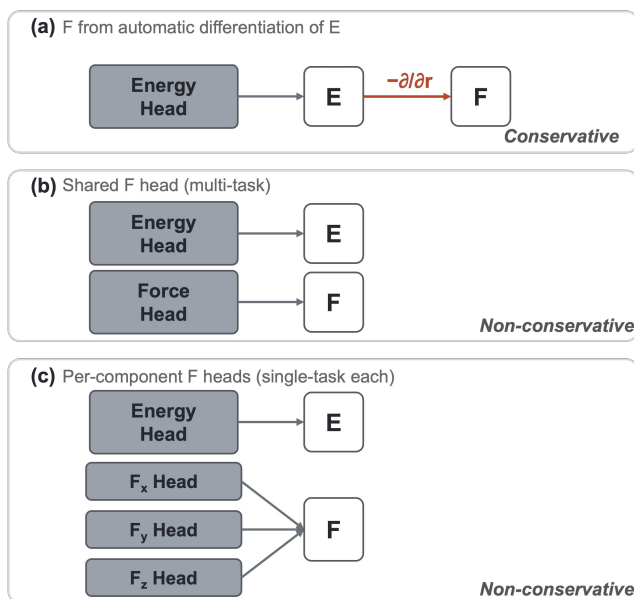 (a) F from automatic differentiation of E
Energy
Head
E
−∂/∂r
F
Conservative
(b) Shared F head (multi-task)
Energy
Head
E
Force
Head
F
Non-conservative
(c) Per-component F heads (single-task each)
Energy
Head
E
Fx Head
Fy Head
F
Fz Head
Non-conservative